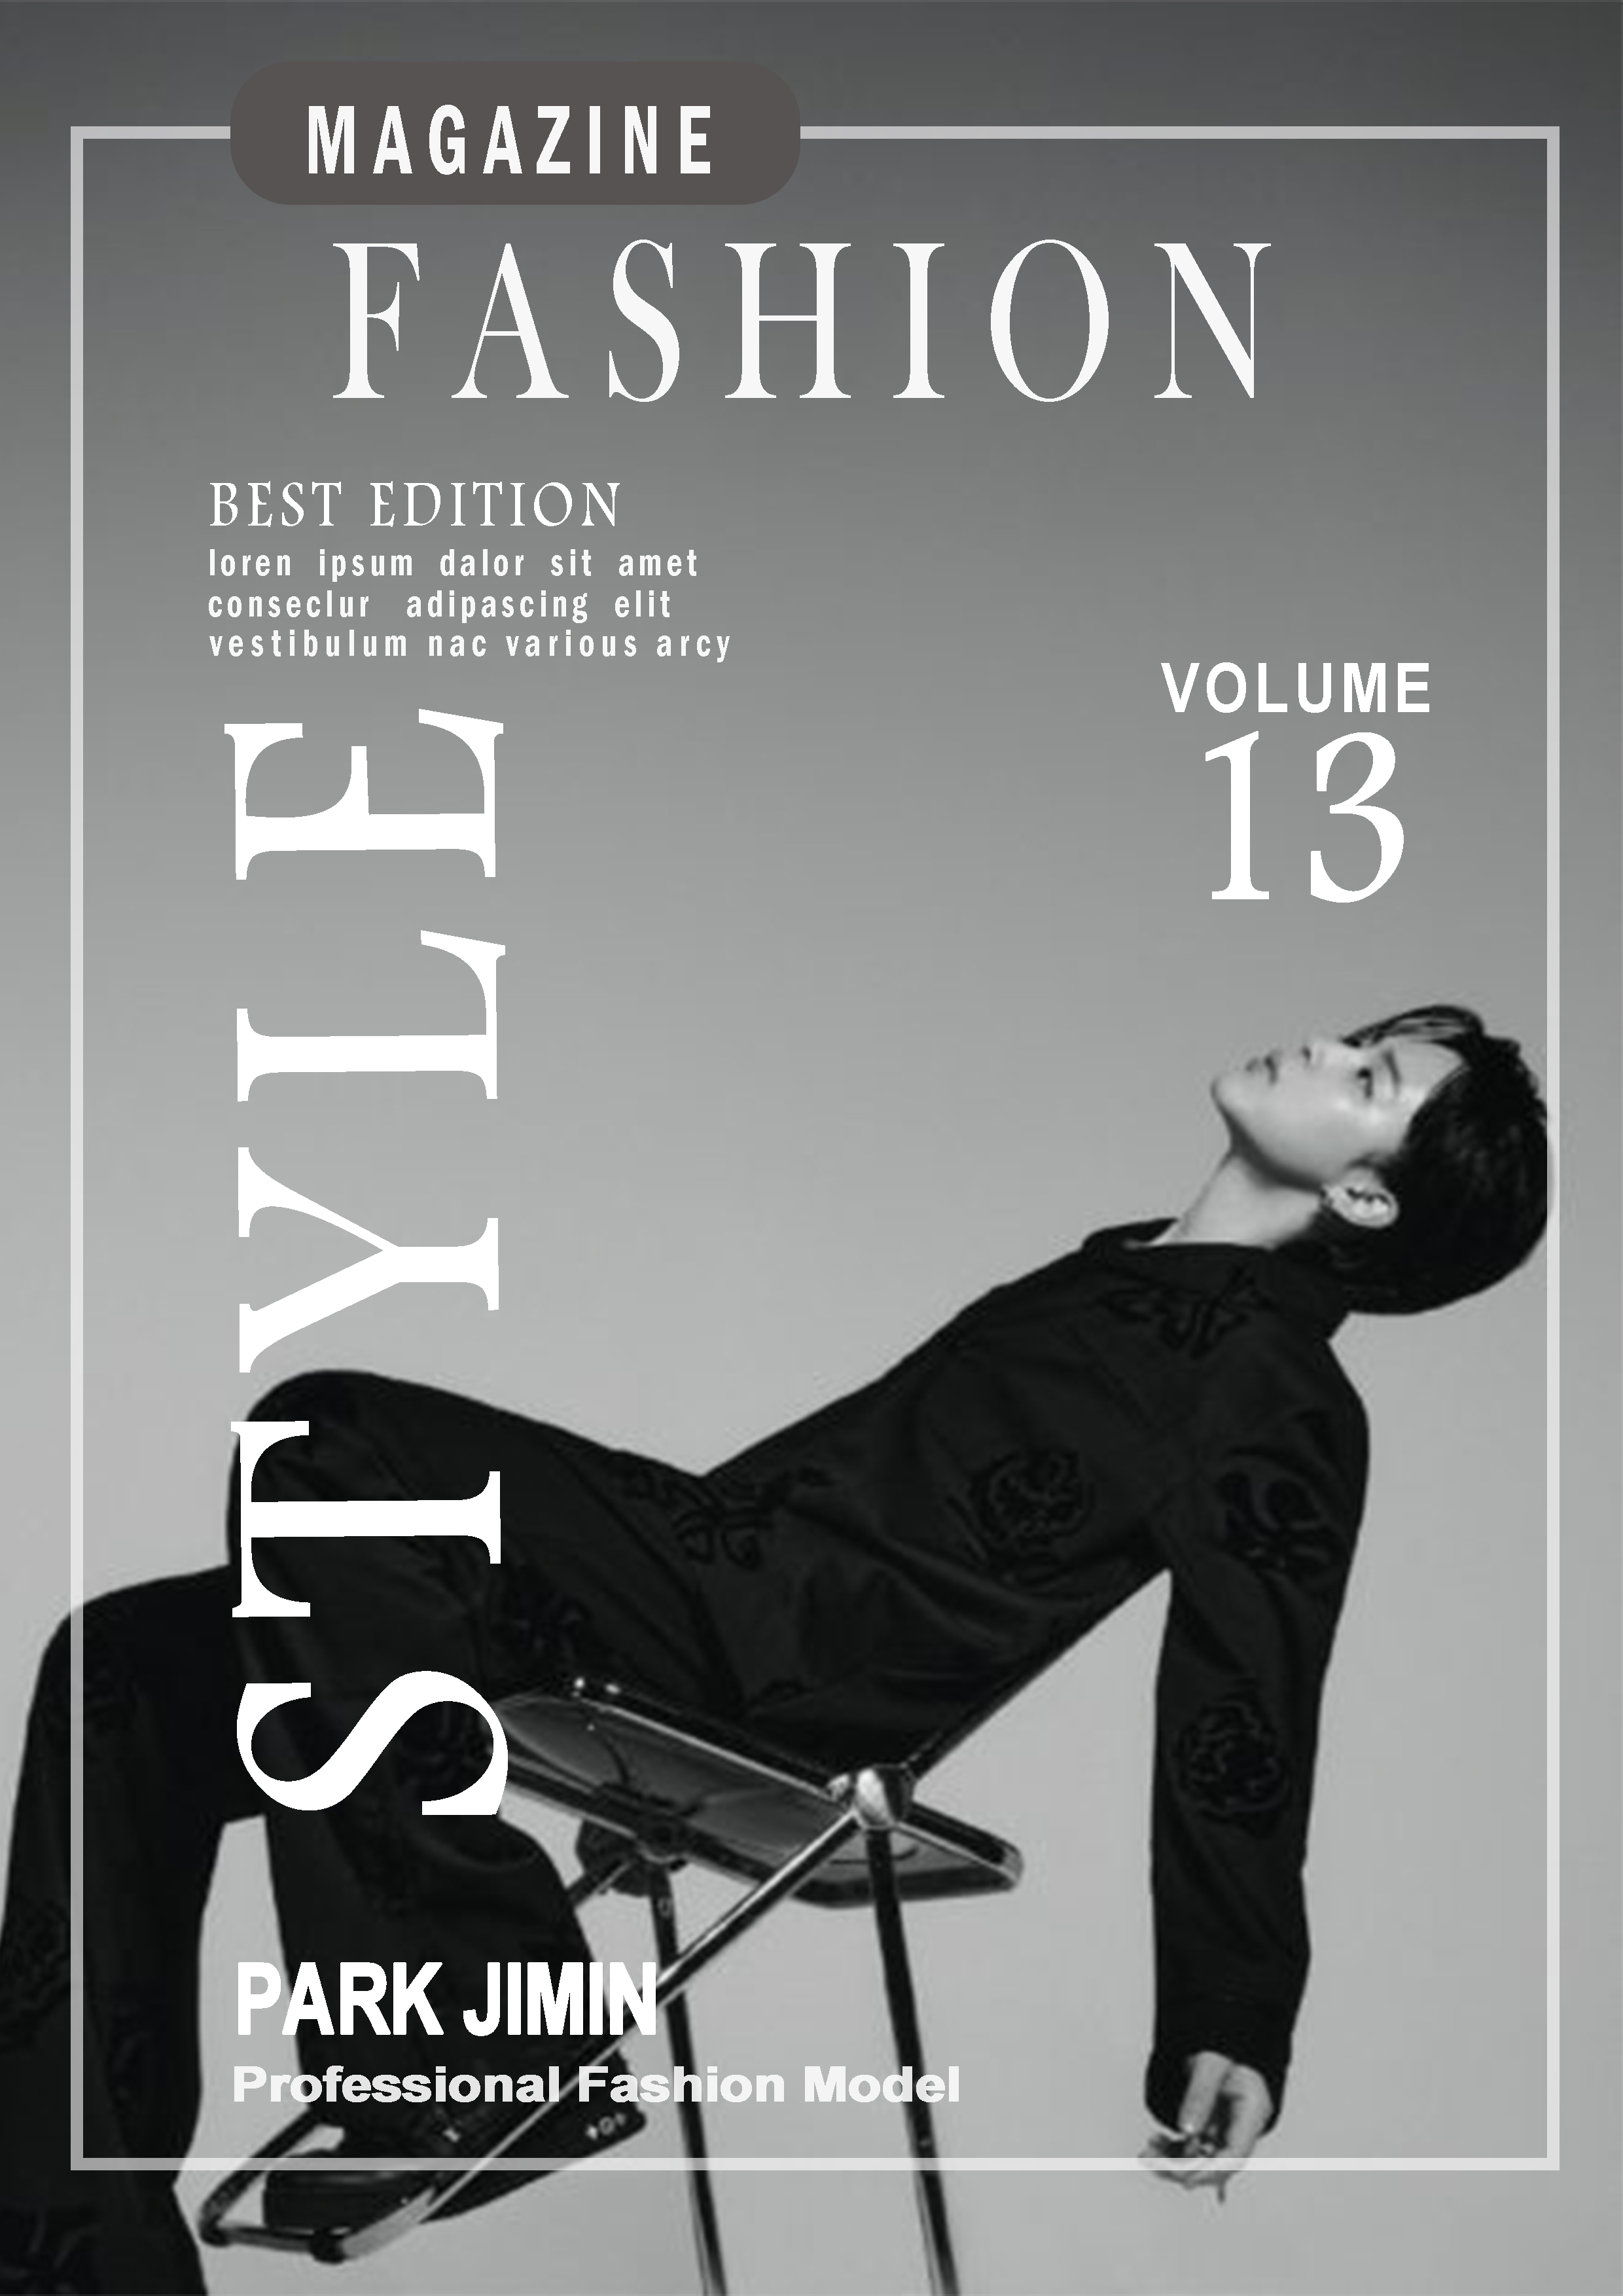 MAGAZINE
FASHION
BEST EDITION
loren ipsum dalor sit amet
conseclur adipascing elit
vestibulum nac various arcy
VOLUME
13
STYLE
PARK JIMIN
Professional Fashion Model
404